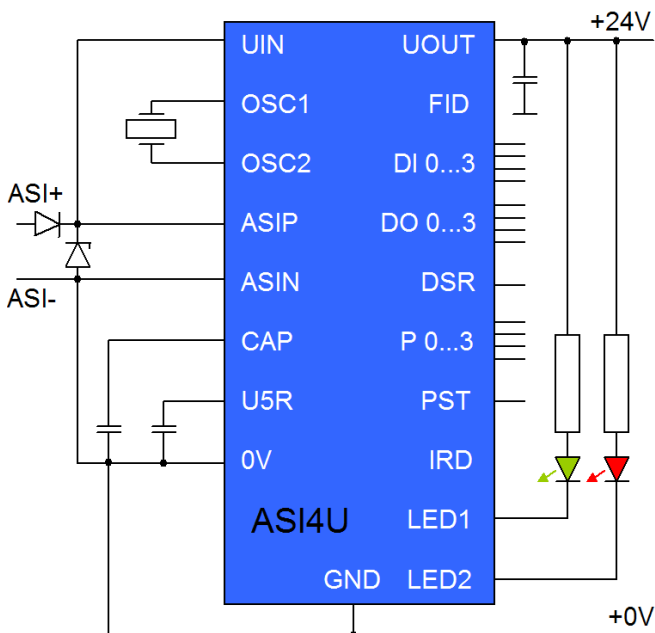 +24V
UIN UOUT
OSC1 FID
OSC2 DI 0...3
ASI+
ASIP DO 0...3
ASIN DSR
ASI-
CAP P 0...3
U5R PST
0V IRD
ASI4U LED1
GND LED2
+0V